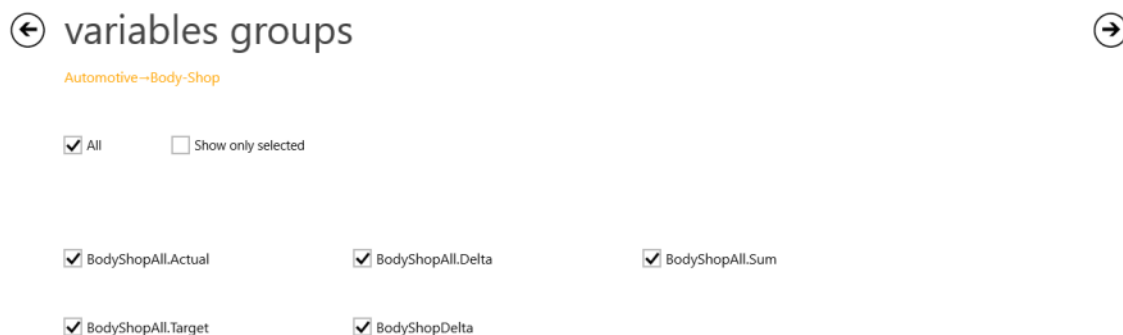 variables groups
Automotive→Body-Shop
All Show only selected
BodyShopAll.Actual BodyShopAll.Delta BodyShopAll.Sum
BodyShopAll.Target BodyShopDelta